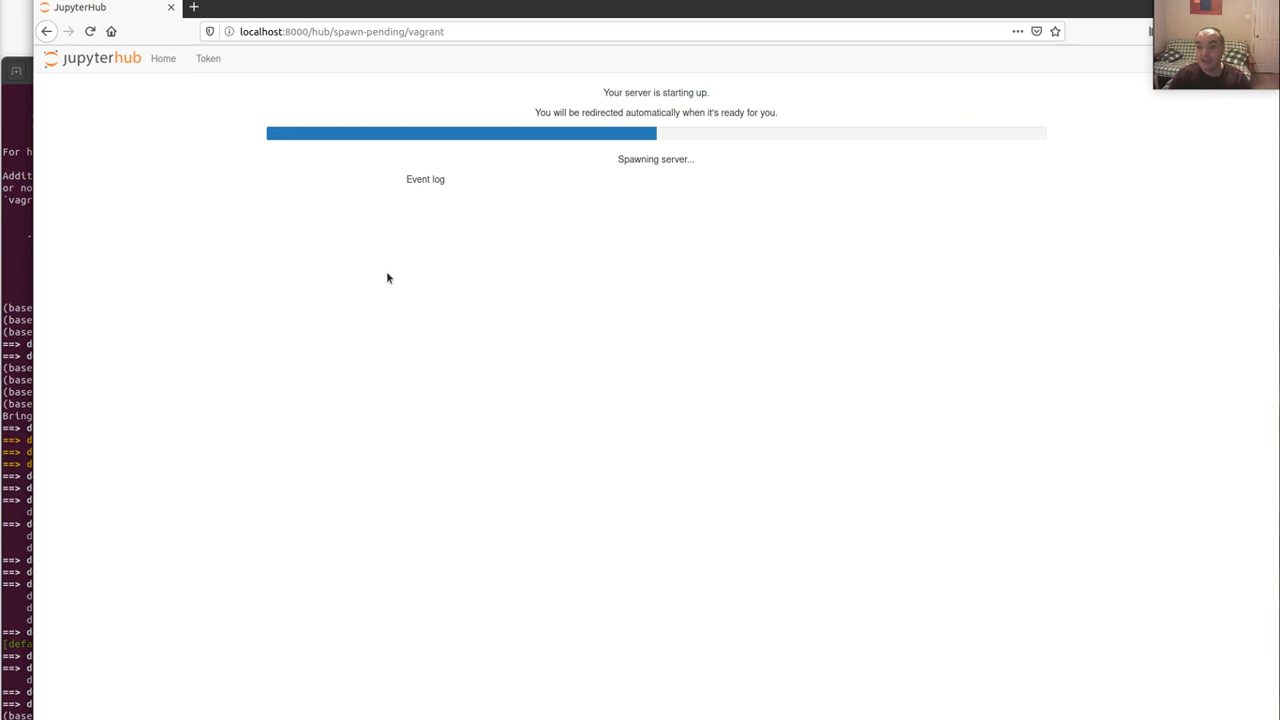 JupyterHub
localhost:8000/hub/spawn-pending/vagrant
jupyterhub Home Token
Your server is starting up.
You will be redirected automatically when it's ready for you.
Spawning server...
Event log
For h
Addit
or no
`vagr
-
(base
(base
(base
==> d
==> d
(base
(base
(base
(base
Bring
==> d
==> d
==> d
==> d
==> d
==> d
==> d
d
==> d
d
d
==> d
==> d
==> d
d
d
d
==> d
[defa
==> d
==> d
d
==> d
==> d
(base